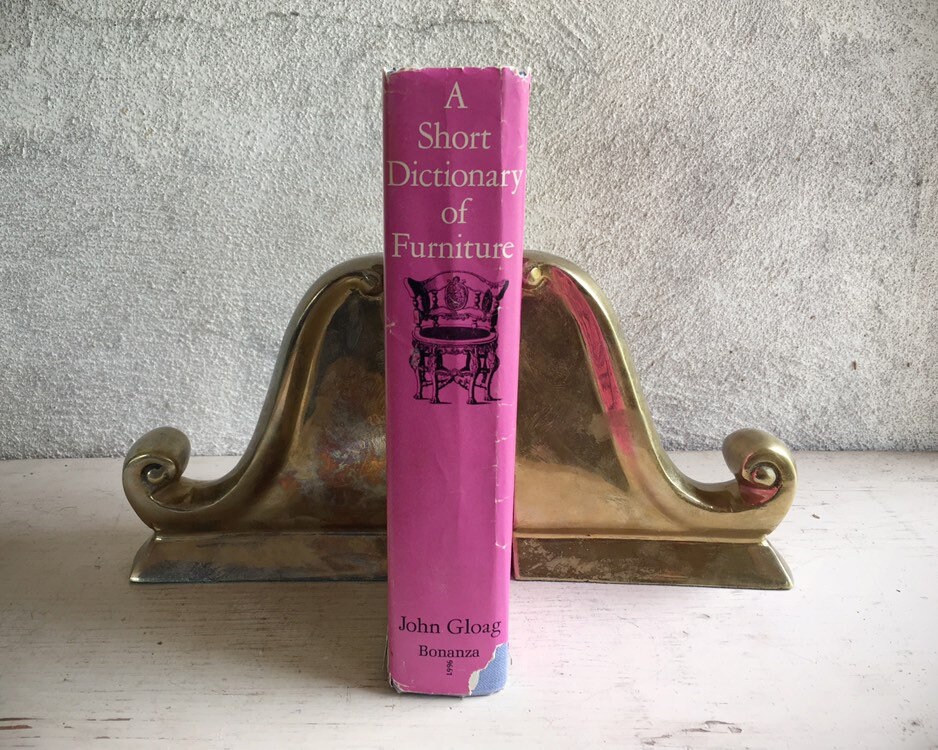 A
Short
Dictionary
of
Furniture
John Gloag
Bonanza